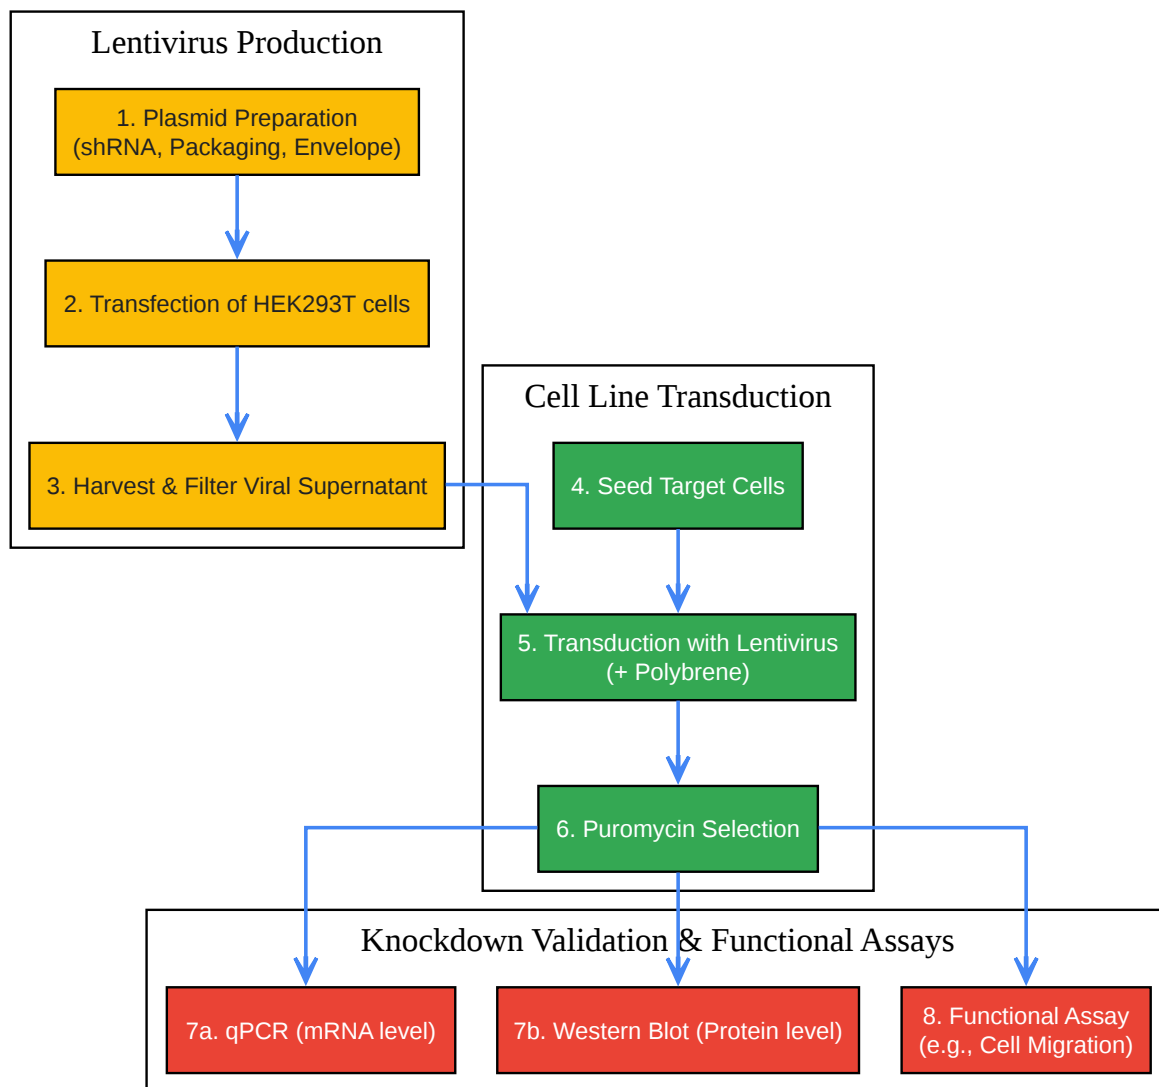 Lentivirus Production
1. Plasmid Preparation
(shRNA, Packaging, Envelope)
2. Transfection of HEK293T cells
3. Harvest & Filter Viral Supernatant
Cell Line Transduction
4. Seed Target Cells
5. Transduction with Lentivirus
(+ Polybrene)
6. Puromycin Selection
Knockdown Validation & Functional Assays
7a. qPCR (mRNA level)
7b. Western Blot (Protein level)
8. Functional Assay
(e.g., Cell Migration)